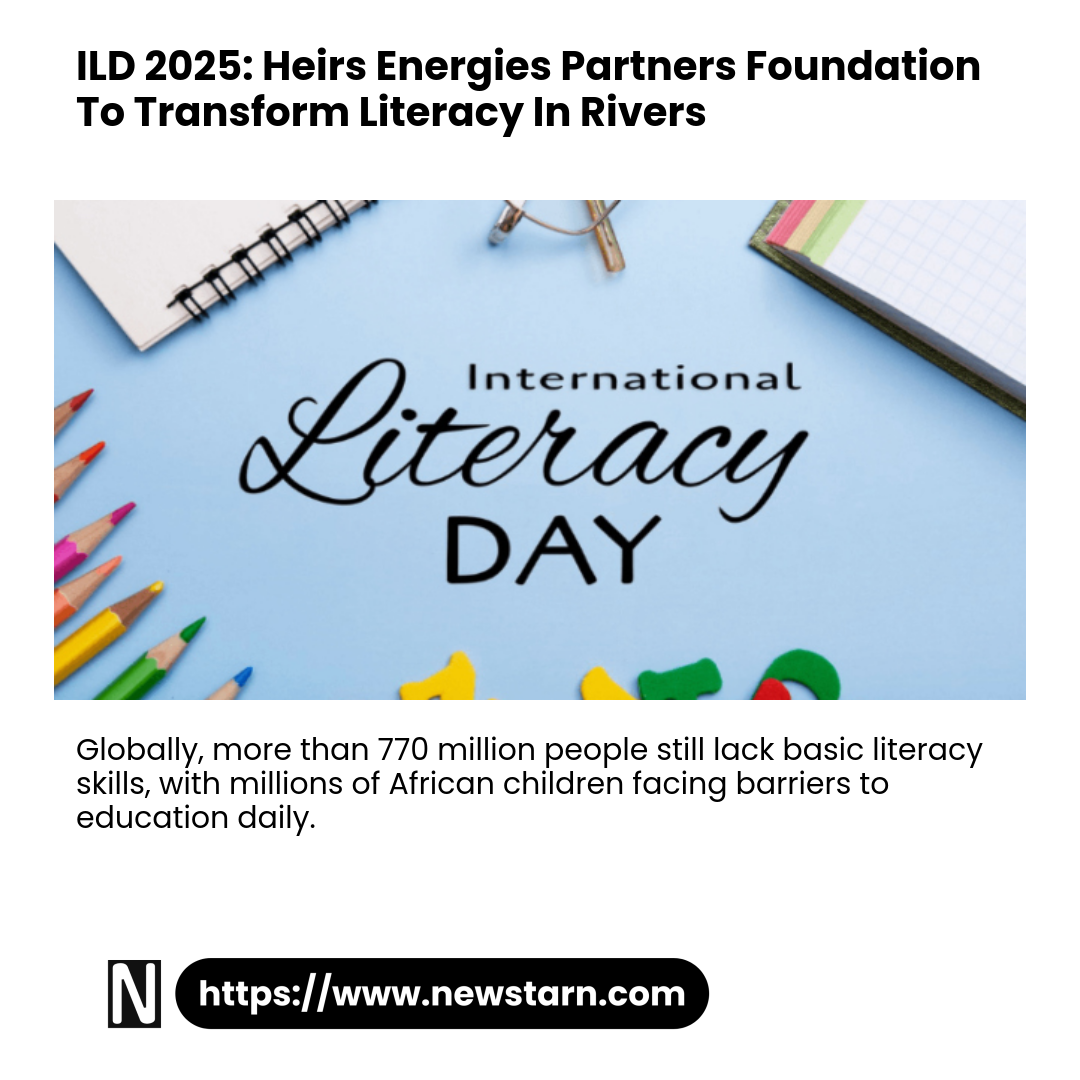 ILD 2025: Heirs Energies Partners Foundation
To Transform Literacy In Rivers
International
Literacy
DAY
Globally, more than 770 million people still lack basic literacy
skills, with millions of African children facing barriers to
education daily.
N
https://www.newstarn.com